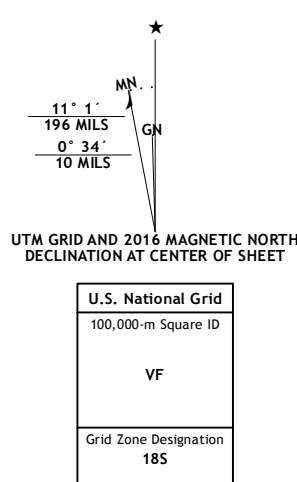 MN
11° 1´
196 MILS
GN
0° 34´
10 MILS
UTM GRID AND 2016 MAGNETIC NORTH
DECLINATION AT CENTER OF SHEET
U.S. National Grid
100,000-m Square ID
VF
Grid Zone Designation
18S